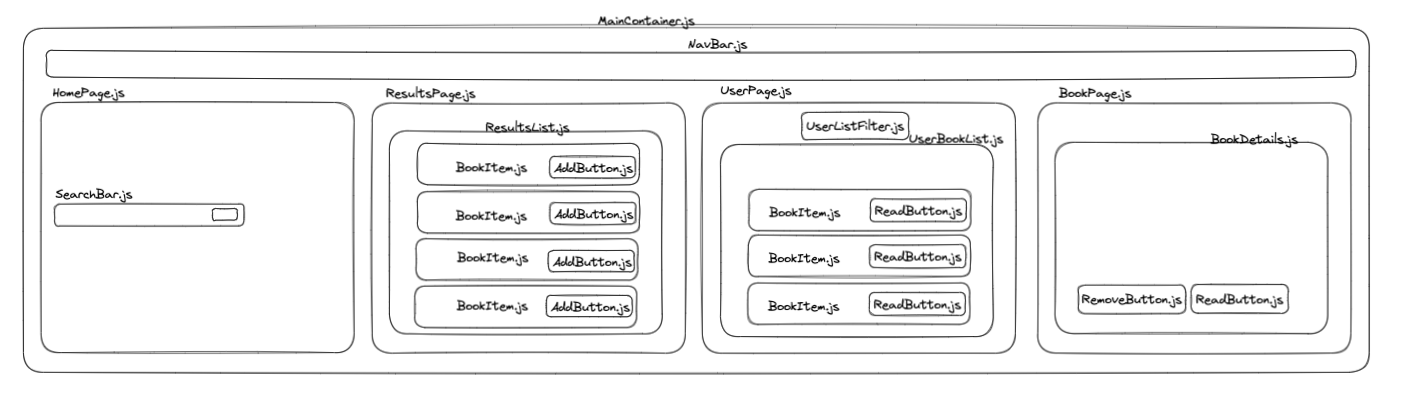 MainContainer.js
NavBar.js
HomePage.js
SearchBar.js
ResultsPage.js
ResultsList.js
BookItem.js AddButton.js
BookItem.js AddButton.js
BookItem.js AddButton.js
BookItem.js AddButton.js
UserPage.js
UserListFilter.js
UserBookList.js
BookItem.js ReadButton.js
BookItem.js ReadButton.js
BookItem.js ReadButton.js
BookPage.js
BookDetails.js
RemoveButton.js ReadButton.js